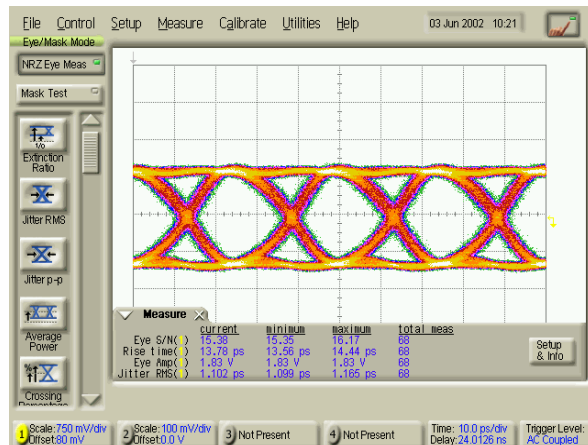 File Control Setup Measure Calibrate Utilities Help 03 Jun 2002 10:21
Eye/Mask Mode
NRZ Eye Meas
Mask Test
Extinction
Ratio
Jitter RMS
Jitter p-p
Average
Power
Crossing
Percentage
Measure
current minimum maximum total meas
Eye S/N(1) 15.38 15.35 16.17 68
Rise time(1) 13.78 ps 13.56 ps 14.44 ps 68
Eye Amp(1) 1.83 V 1.83 V 1.83 V 68
Jitter RMS(1) 1.102 ps 1.099 ps 1.165 ps 68
Setup
& Info
1 Scale:750 mV/div
Offset:80 mV
2 Scale:100 mV/div
Offset:0.0 V
3 Not Present
4 Not Present
Time: 10.0 ps/div
Delay:24.0126 ns
Trigger Level:
AC Coupled